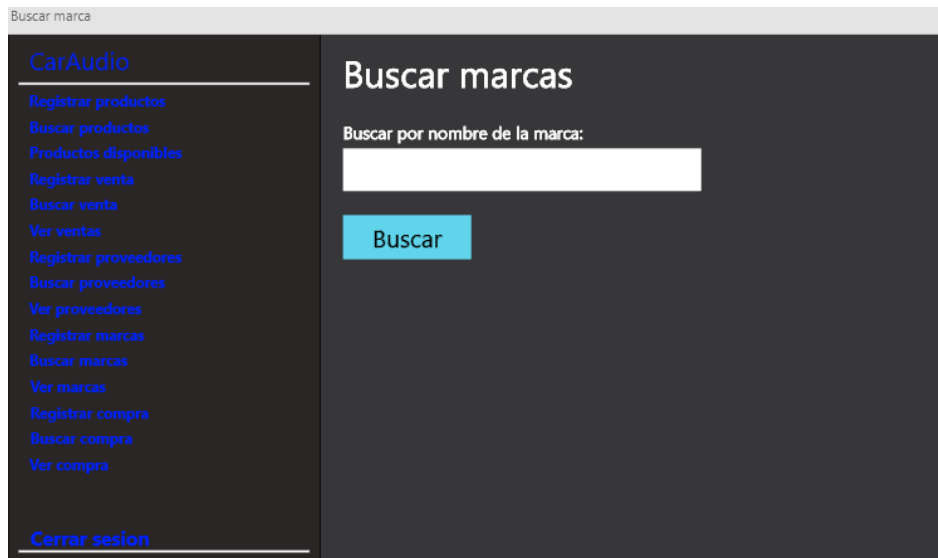 Buscar marca
CarAudio
Registrar productos
Buscar productos
Productos disponibles
Registrar venta
Buscar venta
Ver ventas
Registrar proveedores
Buscar proveedores
Ver proveedores
Registrar marcas
Buscar marcas
Ver marcas
Registrar compra
Buscar compra
Ver compra
Cerrar sesion
Buscar marcas
Buscar por nombre de la marca:
Buscar